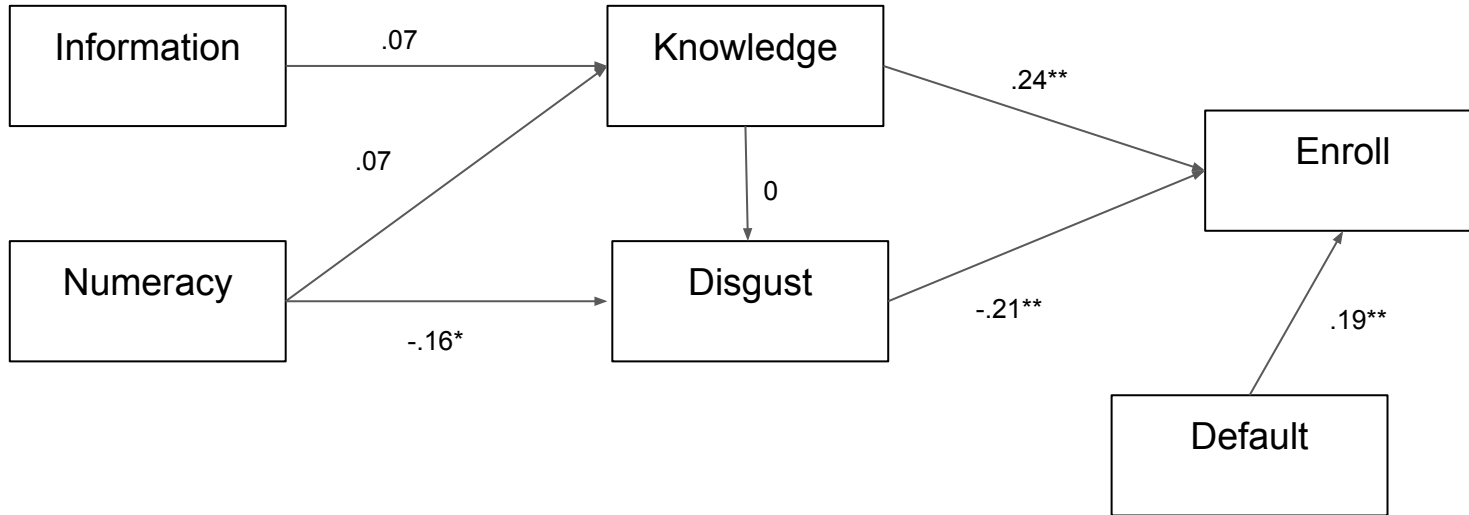 Information
.07
Knowledge
.24**
Enroll
.07
0
Numeracy
-.16*
Disgust
-.21**
.19**
Default